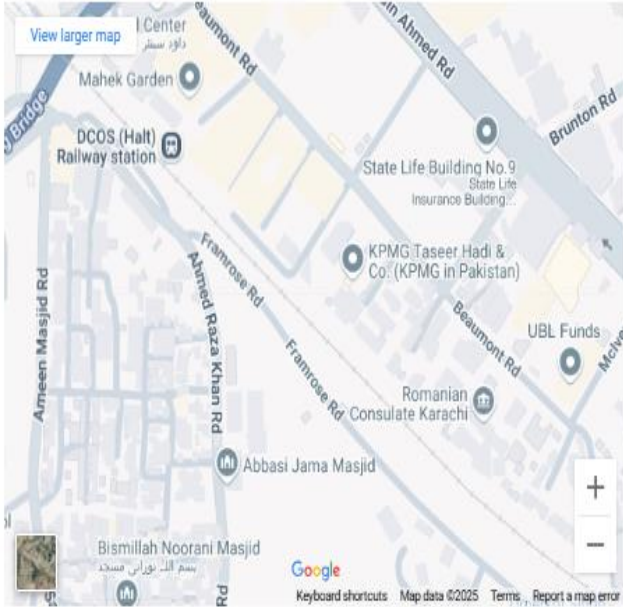 View larger map
l Center
داؤد سینٹر
Beaumont Rd
in Ahmed Rd
Mahek Garden
Brunton Rd
g Bridge
DCOS (Halt)
Railway station
State Life Building No.9
State Life
Insurance Building...
Framrose Rd
KPMG Taseer Hadi &
Co. (KPMG in Pakistan)
Ahmed Raza Khan Rd
Ameen Masjid Rd
Beaumont Rd
UBL Funds
McIve
Framrose Rd
Romanian
Consulate Karachi
Abbasi Jama Masjid
ol
Bismillah Noorani Masjid
بسم اللہ نورانی مسجد
Rd
+
−
Google
Keyboard shortcuts Map data ©2025 Terms Report a map error